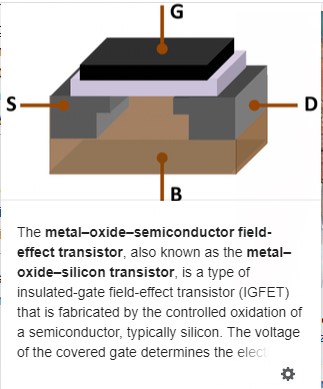 G
S
D
B
The metal–oxide–semiconductor field-
effect transistor, also known as the metal–
oxide–silicon transistor, is a type of
insulated-gate field-effect transistor (IGFET)
that is fabricated by the controlled oxidation of
a semiconductor, typically silicon. The voltage
of the covered gate determines the elect